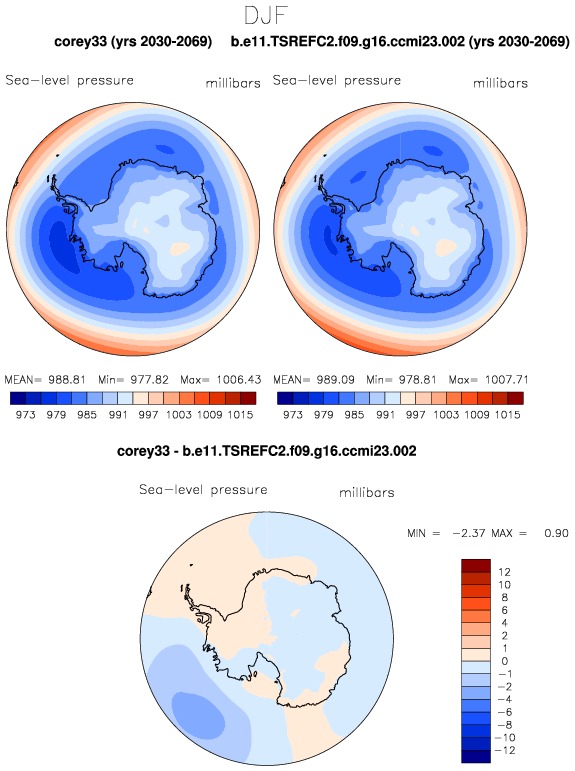 DJF
corey33 (yrs 2030-2069) b.e11.TSREFC2.f09.g16.ccmi23.002 (yrs 2030-2069)
Sea-level pressure millibars Sea-level pressure millibars
MEAN= 988.81 Min= 977.82 Max= 1006.43 MEAN= 989.09 Min= 978.81 Max= 1007.71
973 979 985 991 997 1003 1009 1015 973 979 985 991 997 1003 1009 1015
corey33 - b.e11.TSREFC2.f09.g16.ccmi23.002
Sea-level pressure millibars
MIN = -2.37 MAX = 0.90
12
10
8
6
4
2
1
0
-1
-2
-4
-6
-8
-10
-12